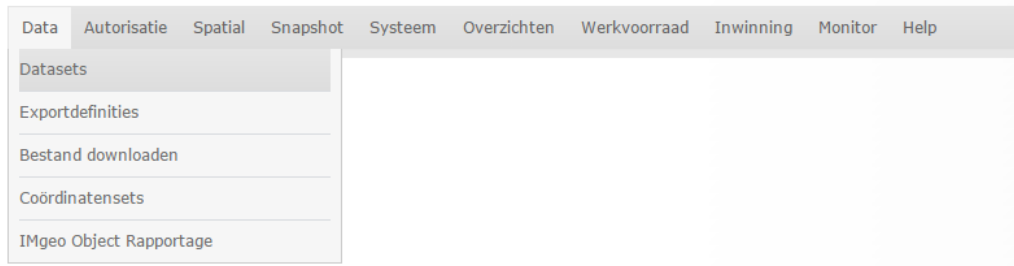 Data Autorisatie Spatial Snapshot Systeem Overzichten Werkvoorraad Inwinning Monitor Help
Datasets
Exportdefinities
Bestand downloaden
Coördinatensets
IMgeo Object Rapportage